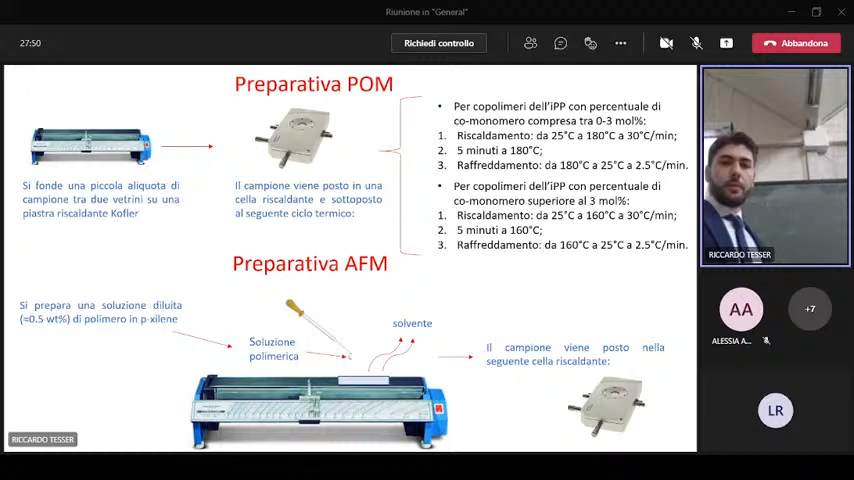 Riunione in "General"
27:50
Richiedi controllo
Abbandona
Preparativa POM
Si fonde una piccola aliquota di
campione tra due vetrini su una
piastra riscaldante Kofler
Il campione viene posto in una
cella riscaldante e sottoposto
al seguente ciclo termico:
• Per copolimeri dell'iPP con percentuale di
co-monomero compresa tra 0-3 mol%:
1. Riscaldamento: da 25°C a 180°C a 30°C/min;
2. 5 minuti a 180°C;
3. Raffreddamento: da 180°C a 25°C a 2.5°C/min.
• Per copolimeri dell'iPP con percentuale di
co-monomero superiore al 3 mol%:
1. Riscaldamento: da 25°C a 160°C a 30°C/min;
2. 5 minuti a 160°C;
3. Raffreddamento: da 160°C a 25°C a 2.5°C/min.
Preparativa AFM
Si prepara una soluzione diluita
(≈0.5 wt%) di polimero in p-xilene
Soluzione
polimerica
solvente
Il campione viene posto nella
seguente cella riscaldante:
RICCARDO TESSER
RICCARDO TESSER
AA
+7
ALESSIA A...
LR